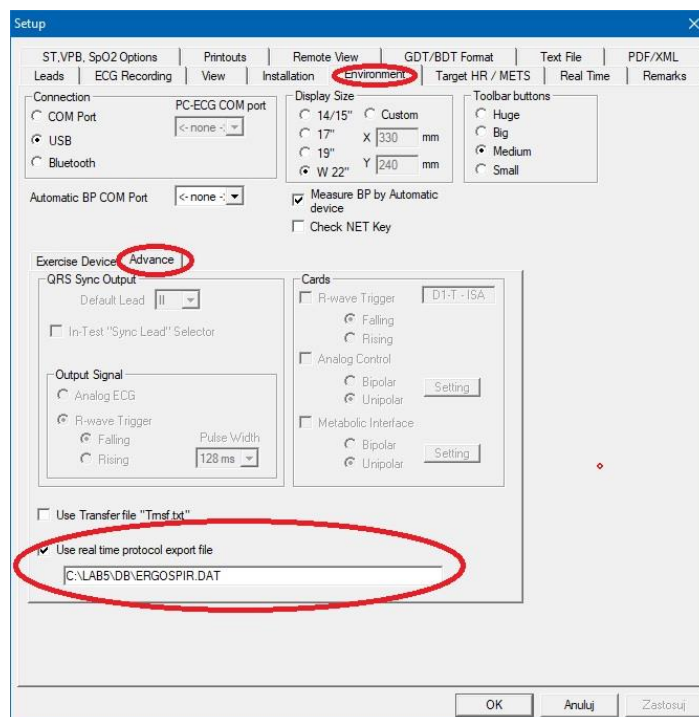 Setup
ST,VPB, SpO2 Options Printouts Remote View GDT/BDT Format Text File PDF/XML
Leads ECG Recording View Installation Environment Target HR / METS Real Time Remarks
Connection
COM Port
USB
Bluetooth
PC-ECG COM port
<- none -:
Automatic BP COM Port <- none -:
Display Size
14/15" Custom
17" X 330 mm
19"
W 22" Y 240 mm
Measure BP by Automatic
device
Check NET Key
Toolbar buttons
Huge
Big
Medium
Small
Exercise Device Advance
QRS Sync Output
Default Lead II
In-Test "Sync Lead" Selector
Output Signal
Analog ECG
R-wave Trigger
Falling
Rising
Pulse Width
128 ms
Cards
R-wave Trigger D1-T - ISA
Falling
Rising
Analog Control
Bipolar
Unipolar
Setting
Metabolic Interface
Bipolar
Unipolar
Setting
Use Transfer file "Trnsf.txt"
Use real time protocol export file
C:\LAB5\DB\ERGOSPIR.DAT
OK Anuluj Zastosuj